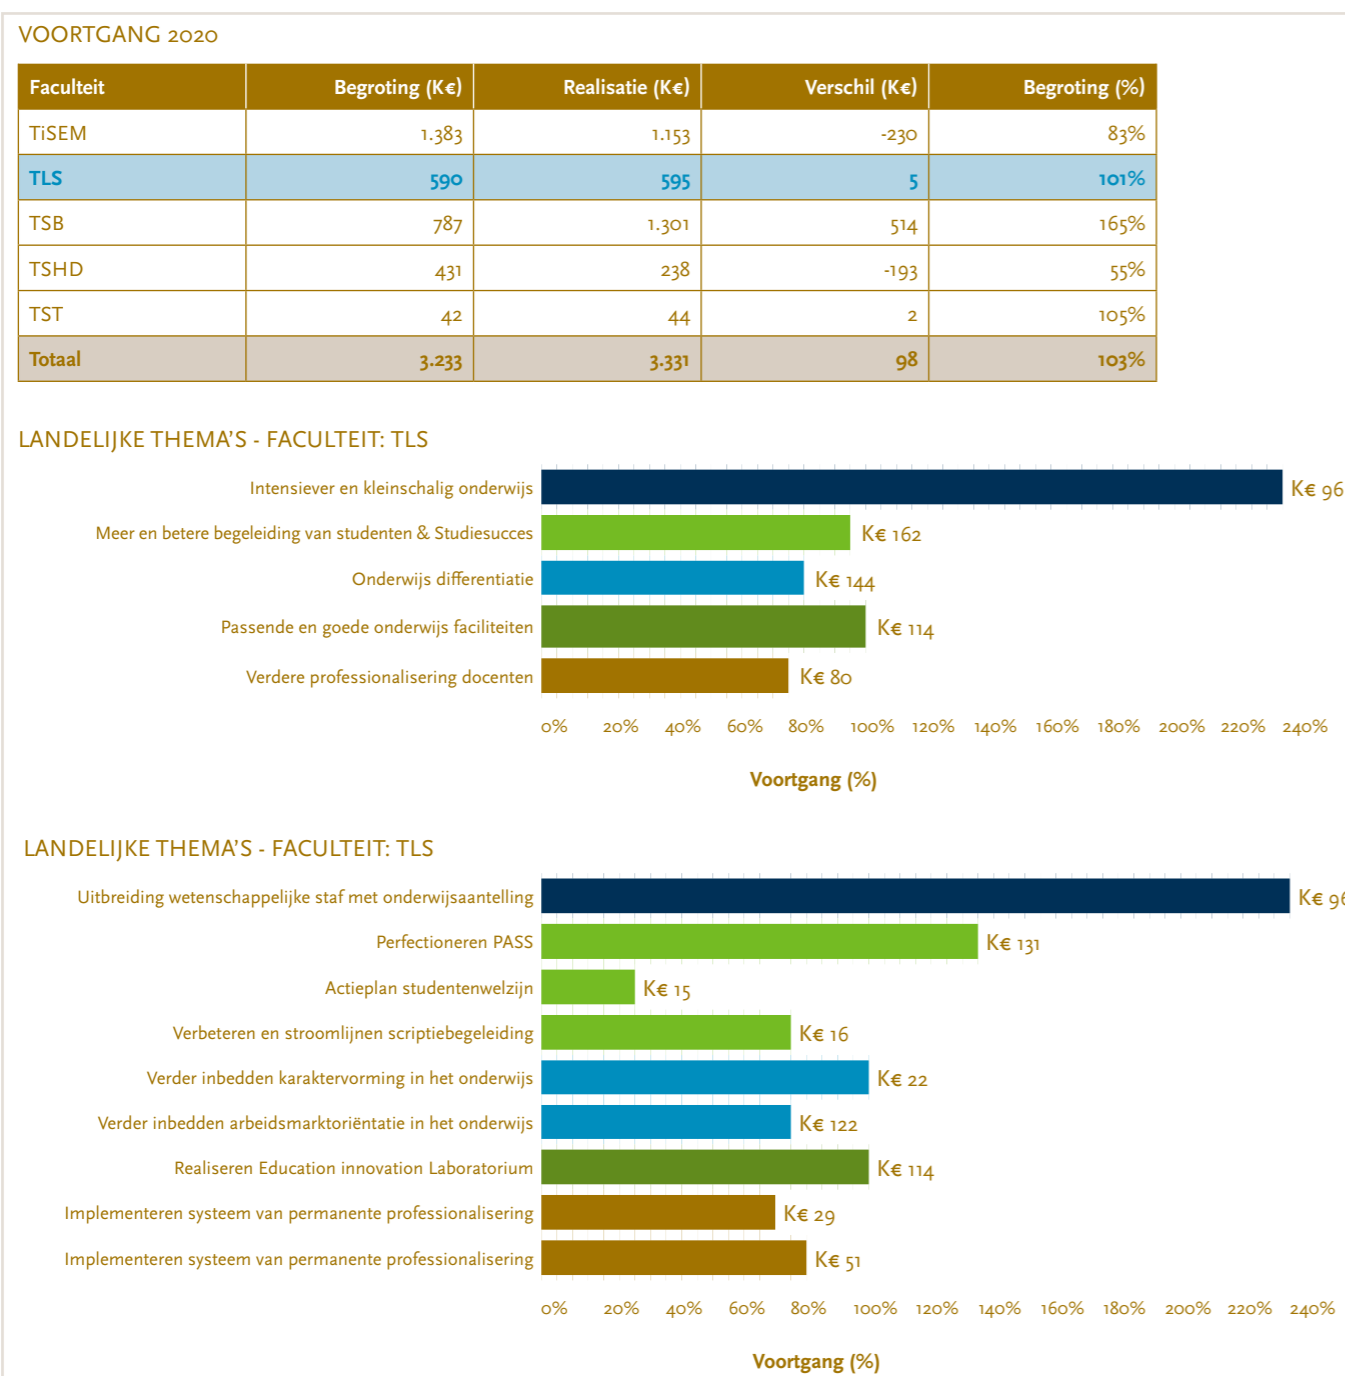 VOORTGANG 2020
Faculteit Begroting (K€) Realisatie (K€) Verschil (K€) Begroting (%)
TiSEM 1.383 1.153 -230 83%
TLS 590 595 5 101%
TSB 787 1.301 514 165%
TSHD 431 238 -193 55%
TST 42 44 2 105%
Totaal 3.233 3.331 98 103%
LANDELIJKE THEMA'S - FACULTEIT: TLS
Intensiever en kleinschalig onderwijs K€ 96
Meer en betere begeleiding van studenten & Studiesucces K€ 162
Onderwijs differentiatie K€ 144
Passende en goede onderwijs faciliteiten K€ 114
Verdere professionalisering docenten K€ 80
0% 20% 40% 60% 80% 100% 120% 140% 160% 180% 200% 220% 240%
Voortgang (%)
LANDELIJKE THEMA'S - FACULTEIT: TLS
Uitbreiding wetenschappelijke staf met onderwijsaantelling K€ 96
Perfectioneren PASS K€ 131
Actieplan studentenwelzijn K€ 15
Verbeteren en stroomlijnen scriptiebegeleiding K€ 16
Verder inbedden karaktervorming in het onderwijs K€ 22
Verder inbedden arbeidsmarktoriëntatie in het onderwijs K€ 122
Realiseren Education innovation Laboratorium K€ 114
Implementeren systeem van permanente professionalisering K€ 29
Implementeren systeem van permanente professionalisering K€ 51
0% 20% 40% 60% 80% 100% 120% 140% 160% 180% 200% 220% 240%
Voortgang (%)